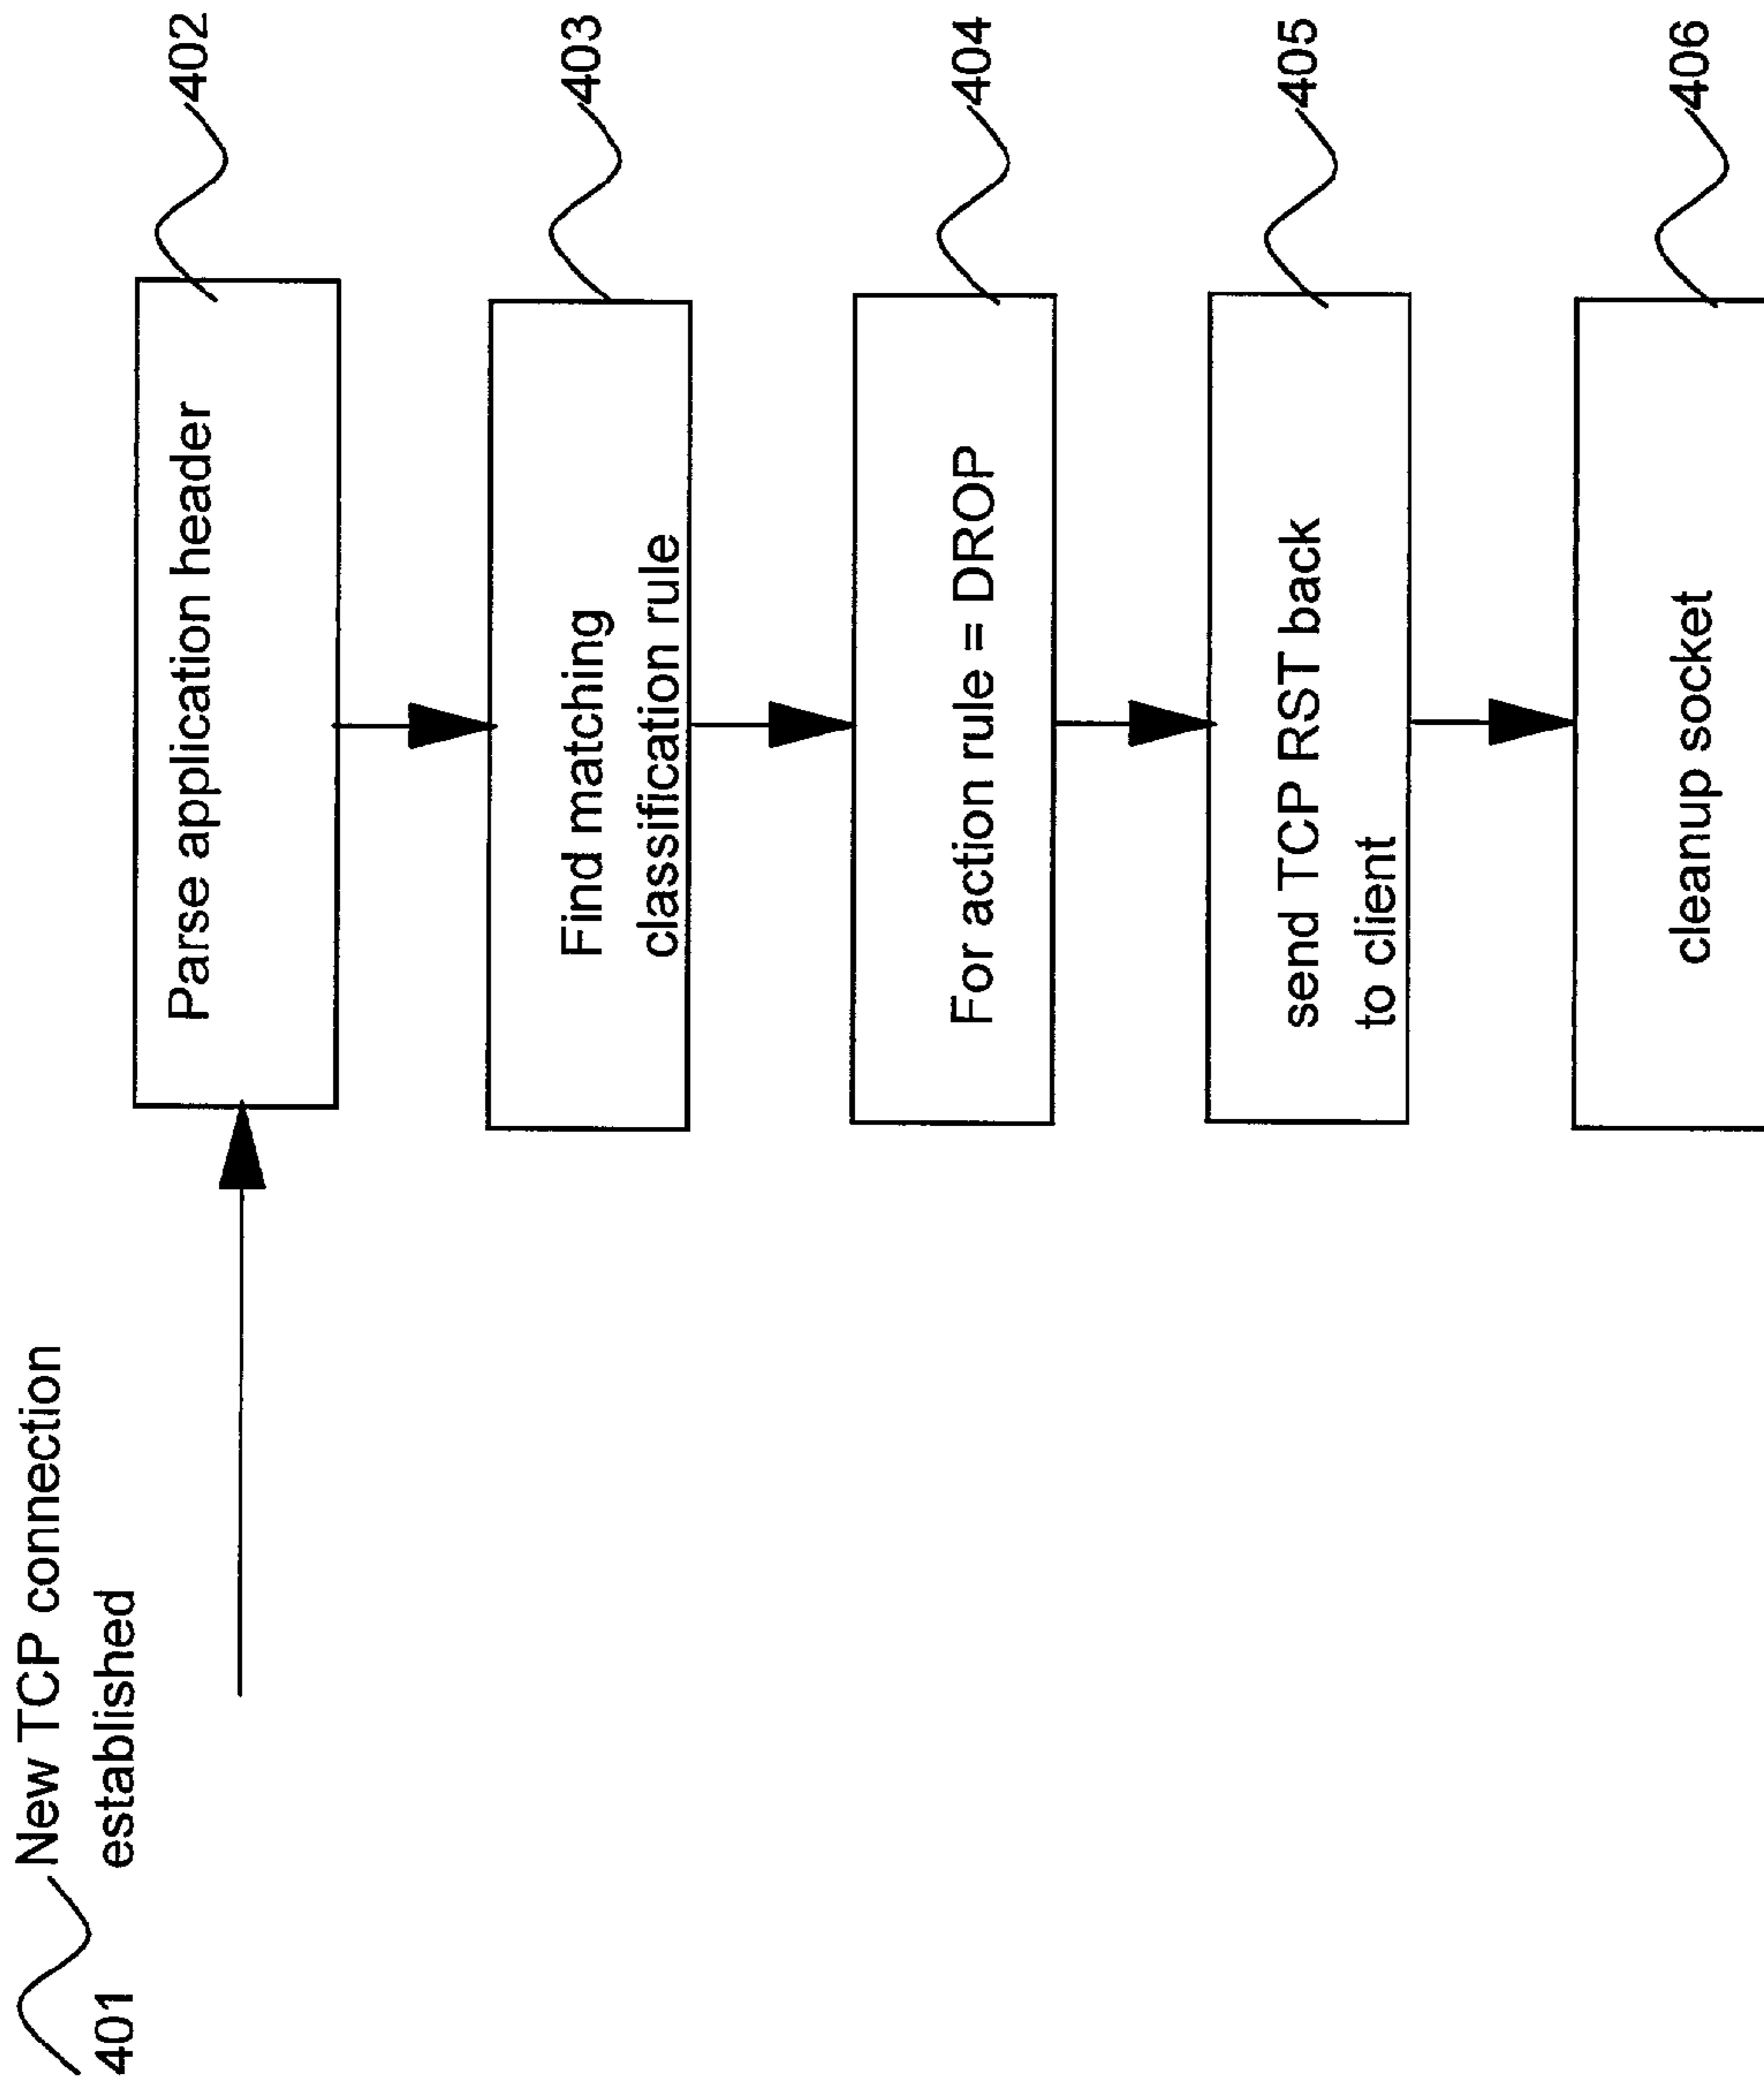 New TCP connection
established
401
Parse application header
402
Find matching
classification rule
403
For action rule = DROP
404
send TCP RST back
to client
405
cleanup socket
406